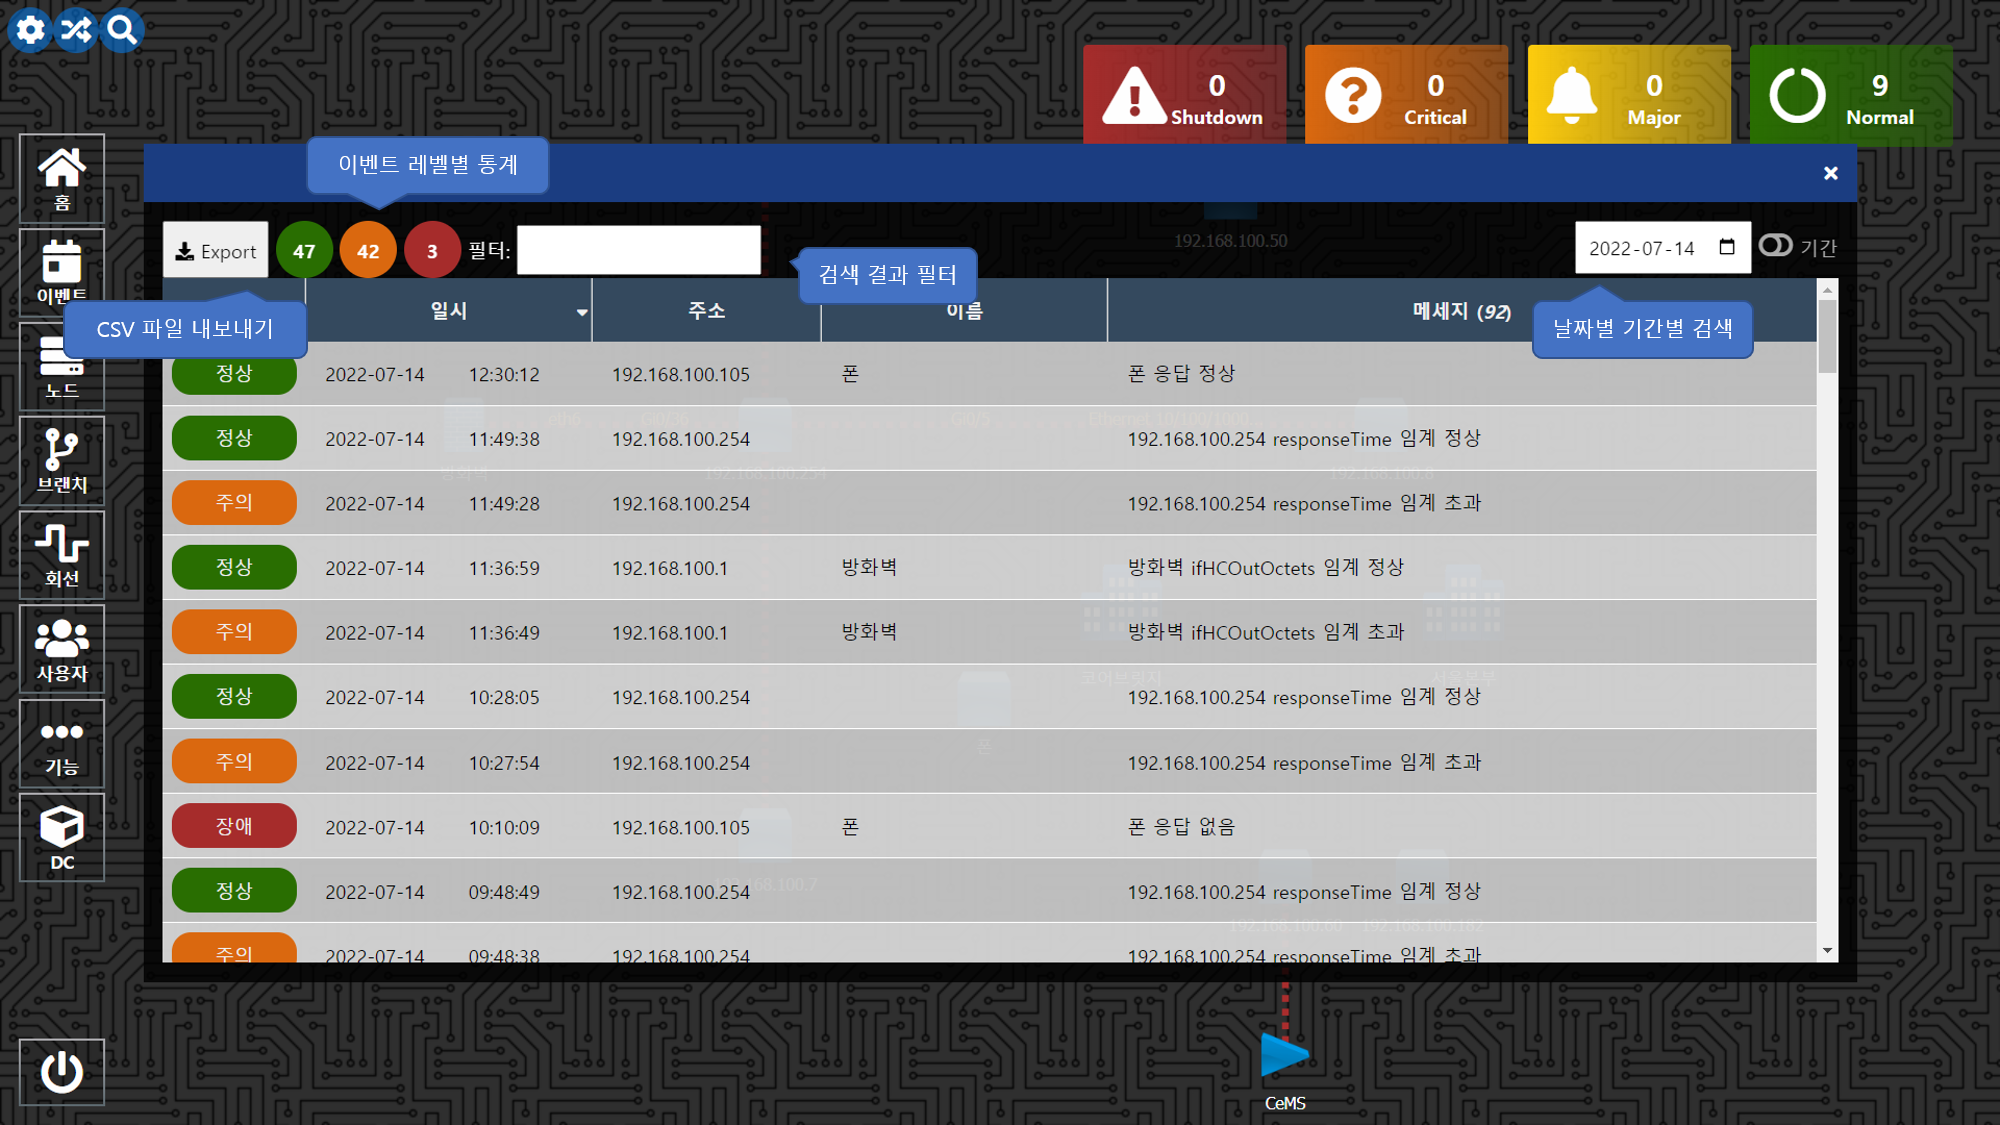 0
Shutdown
0
Critical
0
Major
9
Normal
홈
이벤트
노드
브랜치
회선
사용자
기능
DC
이벤트 레벨별 통계
×
Export
47
42
3
필터:
검색 결과 필터
192.168.100.50
2022-07-14
기간
CSV 파일 내보내기
날짜별 기간별 검색
일시 주소 이름 메세지 (92)
정상 2022-07-14 12:30:12 192.168.100.105 폰 폰 응답 정상
정상 2022-07-14 11:49:38 192.168.100.254 192.168.100.254 responseTime 임계 정상
주의 2022-07-14 11:49:28 192.168.100.254 192.168.100.254 responseTime 임계 초과
정상 2022-07-14 11:36:59 192.168.100.1 방화벽 방화벽 ifHCOutOctets 임계 정상
주의 2022-07-14 11:36:49 192.168.100.1 방화벽 방화벽 ifHCOutOctets 임계 초과
정상 2022-07-14 10:28:05 192.168.100.254 192.168.100.254 responseTime 임계 정상
주의 2022-07-14 10:27:54 192.168.100.254 192.168.100.254 responseTime 임계 초과
장애 2022-07-14 10:10:09 192.168.100.105 폰 폰 응답 없음
정상 2022-07-14 09:48:49 192.168.100.254 192.168.100.254 responseTime 임계 정상
주의 2022-07-14 09:48:38 192.168.100.254 192.168.100.254 responseTime 임계 초과
CeMS